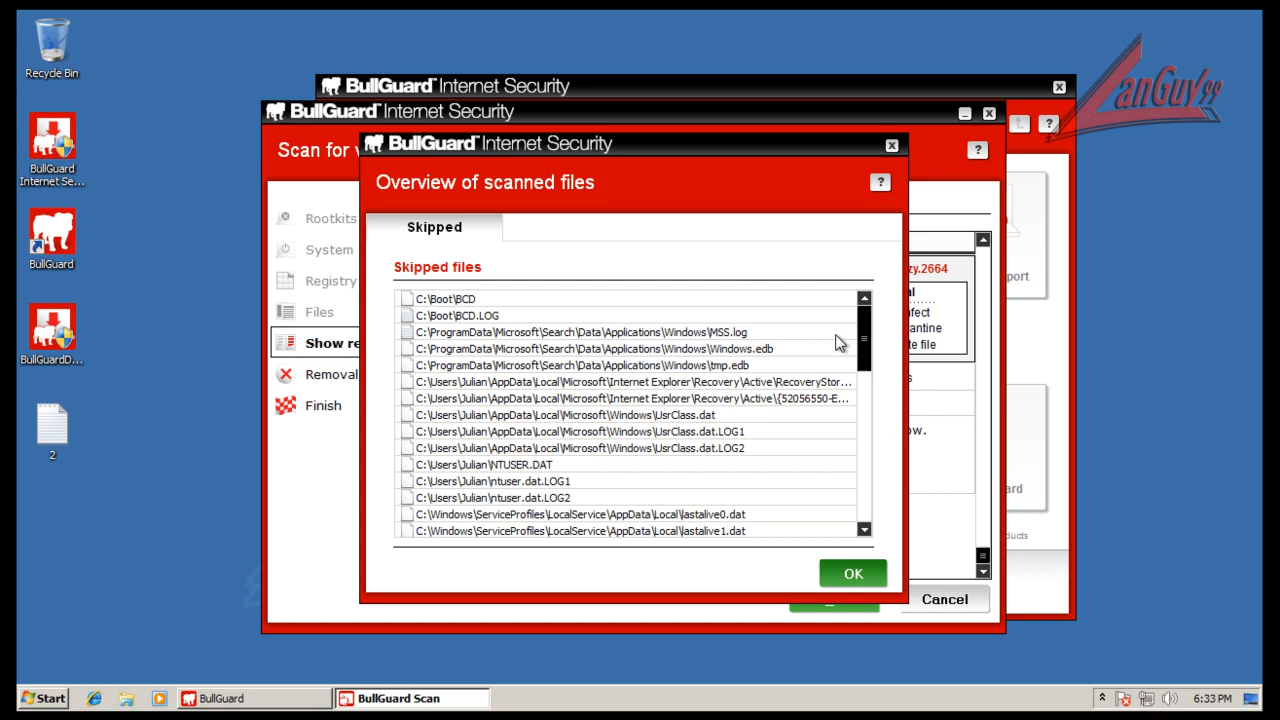 Recycle Bin
BullGuard
Internet Se...
BullGuard
BullGuardD...
2
anGuy99
BullGuard Internet Security
BullGuard Internet Security
Scan for v
BullGuard Internet Security
Overview of scanned files
Skipped
Skipped files
C:\Boot\BCD
C:\Boot\BCD.LOG
C:\ProgramData\Microsoft\Search\Data\Applications\Windows\MSS.log
C:\ProgramData\Microsoft\Search\Data\Applications\Windows\Windows.edb
C:\ProgramData\Microsoft\Search\Data\Applications\Windows\tmp.edb
C:\Users\Julian\AppData\Local\Microsoft\Internet Explorer\Recovery\Active\RecoveryStor...
C:\Users\Julian\AppData\Local\Microsoft\Internet Explorer\Recovery\Active\{52056550-E...
C:\Users\Julian\AppData\Local\Microsoft\Windows\UsrClass.dat
C:\Users\Julian\AppData\Local\Microsoft\Windows\UsrClass.dat.LOG1
C:\Users\Julian\AppData\Local\Microsoft\Windows\UsrClass.dat.LOG2
C:\Users\Julian\NTUSER.DAT
C:\Users\Julian\ntuser.dat.LOG1
C:\Users\Julian\ntuser.dat.LOG2
C:\Windows\ServiceProfiles\LocalService\AppData\Local\lastalive0.dat
C:\Windows\ServiceProfiles\LocalService\AppData\Local\lastalive1.dat
OK
Rootkits
System
Registry
Files
Show re
Removal
Finish
zy.2664
al
fect
antine
te file
s
ow.
Cancel
port
ard
ducts
Start
BullGuard
BullGuard Scan
6:33 PM